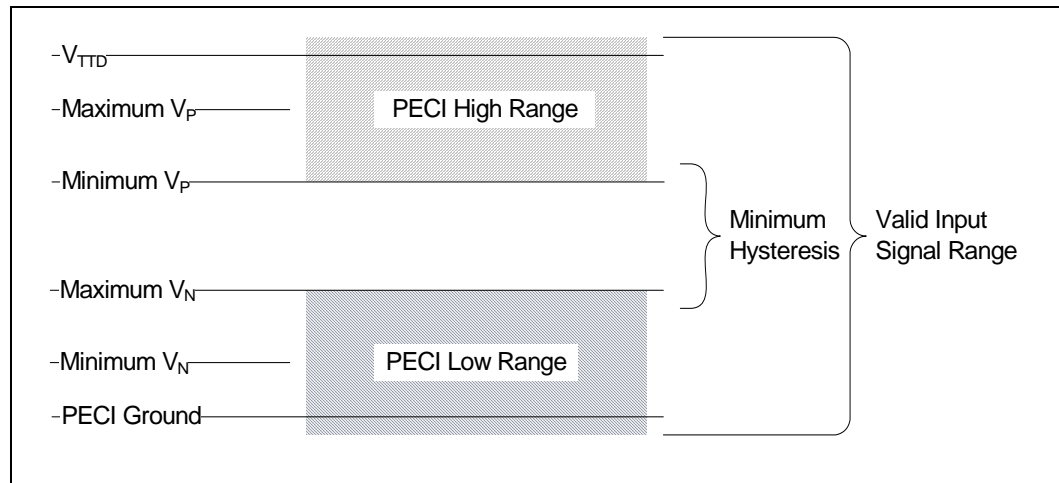 V_TTD
Maximum V_P
PECI High Range
Minimum V_P
Minimum
Hysteresis
Valid Input
Signal Range
Maximum V_N
Minimum V_N
PECI Low Range
PECI Ground